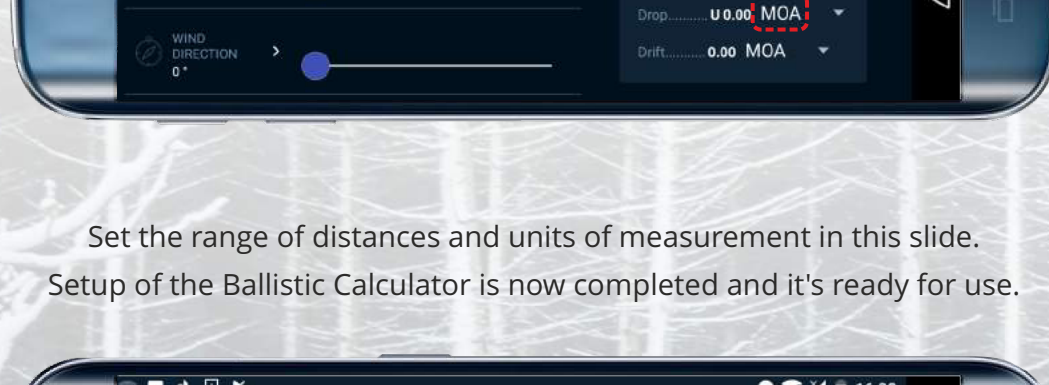 Drop.......... U 0.00 MOA
WIND
DIRECTION
0°
Drift.......... 0.00 MOA
Set the range of distances and units of measurement in this slide.
Setup of the Ballistic Calculator is now completed and it's ready for use.